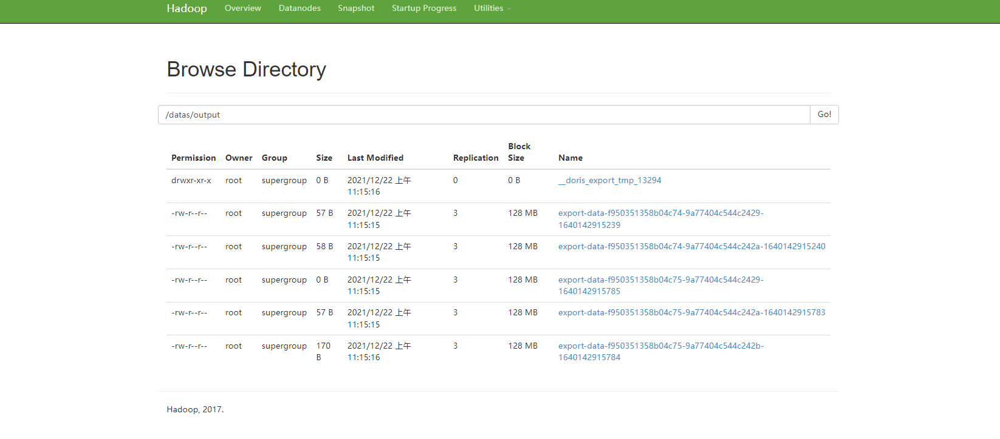 Hadoop Overview Datanodes Snapshot Startup Progress Utilities
Browse Directory
/datas/output Go!
Block
Permission Owner Group Size Last Modified Replication Size Name
drwxr-xr-x root supergroup 0 B 2021/12/22 上午 0 0 B __doris_export_tmp_13294
11:15:16
-rw-r--r-- root supergroup 57 B 2021/12/22 上午 3 128 MB export-data-f950351358b04c74-9a77404c544c2429-
11:15:15 1640142915239
-rw-r--r-- root supergroup 58 B 2021/12/22 上午 3 128 MB export-data-f950351358b04c74-9a77404c544c242a-1640142915240
11:15:15
-rw-r--r-- root supergroup 0 B 2021/12/22 上午 3 128 MB export-data-f950351358b04c75-9a77404c544c2429-
11:15:15 1640142915785
-rw-r--r-- root supergroup 57 B 2021/12/22 上午 3 128 MB export-data-f950351358b04c75-9a77404c544c242a-1640142915783
11:15:15
-rw-r--r-- root supergroup 170 2021/12/22 上午 3 128 MB export-data-f950351358b04c75-9a77404c544c242b-
B 11:15:16 1640142915784
Hadoop, 2017.